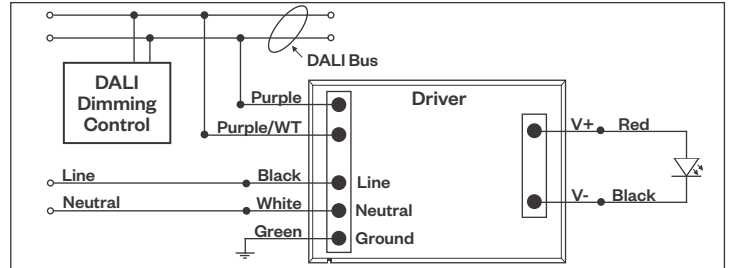 DALI Bus
DALI
Dimming
Control
Driver
Purple
Purple/WT
V+ Red
Line Black Line
V- Black
Neutral White Neutral
Green Ground